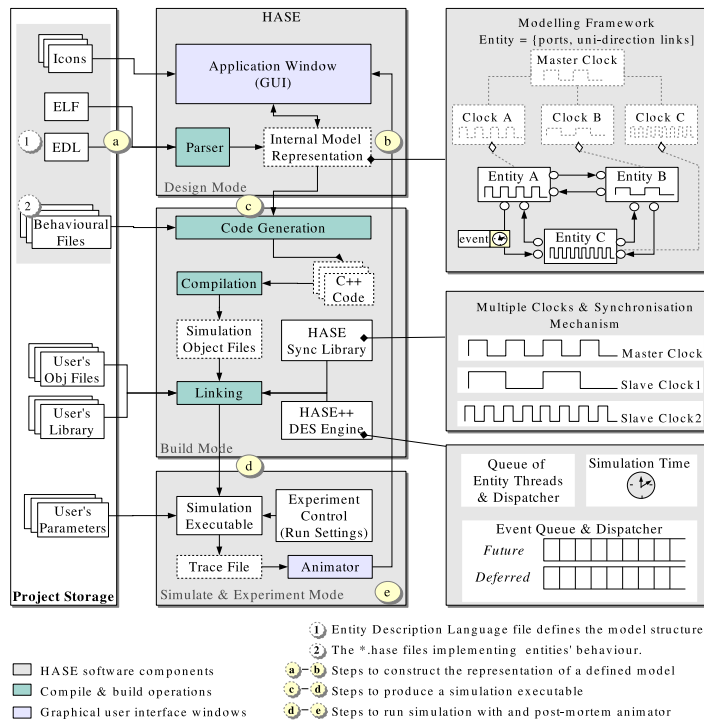 HASE
Icons
ELF
EDL
1
a
2
Behavioural
Files
User's
Obj Files
User's
Library
User's
Parameters
Project Storage
Application Window
(GUI)
Parser
Internal Model
Representation
b
Design Mode
c
Code Generation
Compilation
C++
Code
Simulation
Object Files
HASE
Sync Library
Linking
HASE++
DES Engine
Build Mode
d
Simulation
Executable
Experiment
Control
(Run Settings)
Trace File
Animator
Simulate & Experiment Mode
e
Modelling Framework
Entity = {ports, uni-direction links]
Master Clock
Clock A
Clock B
Clock C
Entity A
Entity B
event
Entity C
Multiple Clocks & Synchronisation
Mechanism
Master Clock
Slave Clock1
Slave Clock2
Queue of
Entity Threads
& Dispatcher
Simulation Time
Event Queue & Dispatcher
Future
Deferred
1 Entity Description Language file defines the model structure
2 The *.hase files implementing entities' behaviour.
HASE software components
Compile & build operations
Graphical user interface windows
a - b Steps to construct the representation of a defined model
c - d Steps to produce a simulation executable
d - e Steps to run simulation with and post-mortem animator